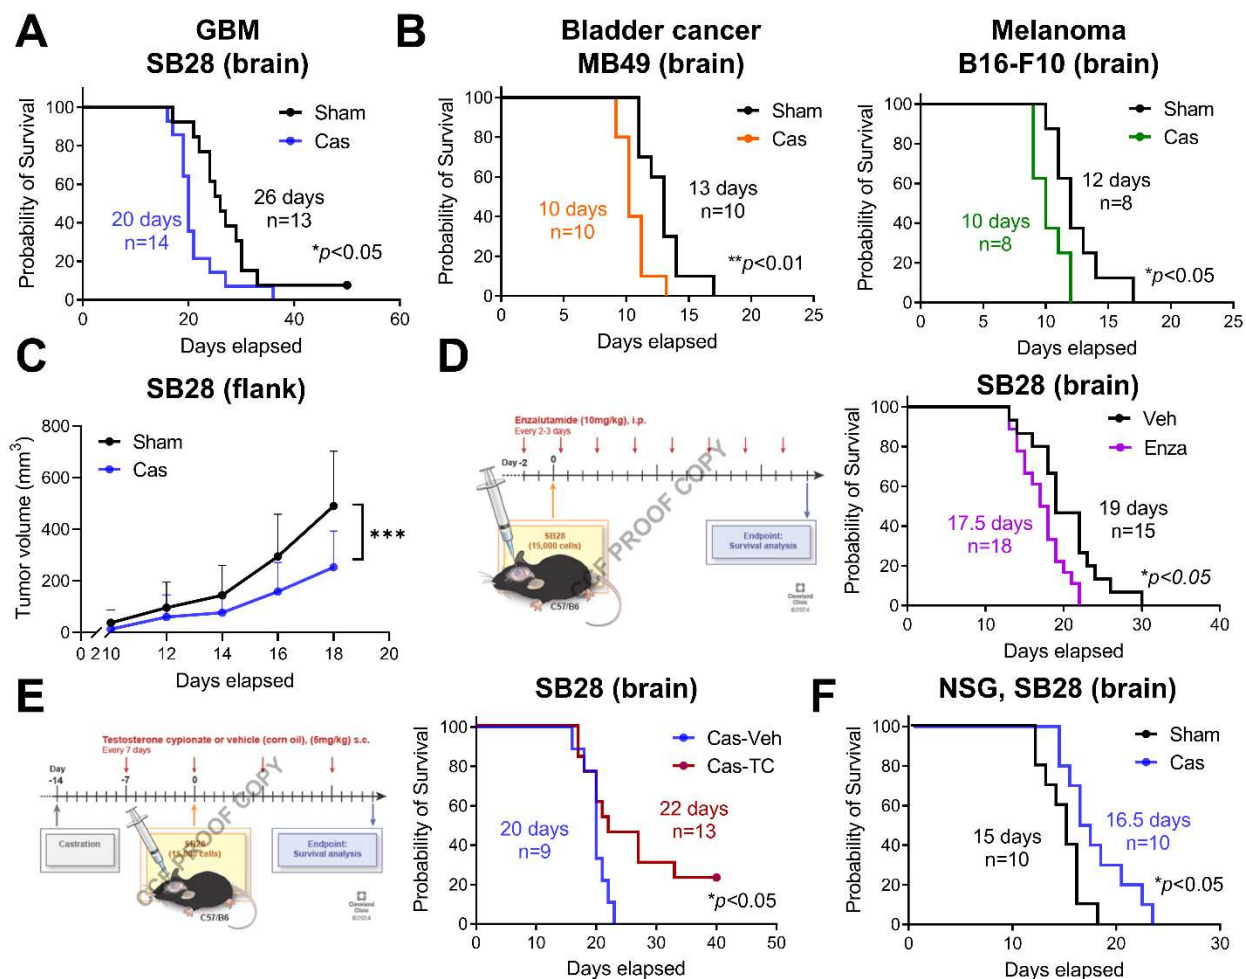 A
GBM
SB28 (brain)
Probability of Survival
100
80
60
40
20
0
Sham
Cas
26 days
n=13
20 days
n=14
*p<0.05
0 20 40 60
Days elapsed
B
Bladder cancer
MB49 (brain)
Probability of Survival
100
80
60
40
20
0
Sham
Cas
13 days
n=10
10 days
n=10
**p<0.01
0 5 10 15 20 25
Days elapsed
Melanoma
B16-F10 (brain)
Probability of Survival
100
80
60
40
20
0
Sham
Cas
12 days
n=8
10 days
n=8
*p<0.05
0 5 10 15 20 25
Days elapsed
C
SB28 (flank)
Tumor volume (mm³)
800
600
400
200
0
Sham
Cas
***
0 2 10 12 14 16 18 20
Days elapsed
D
Enzalutamide (10mg/kg), i.p.
Every 2-3 days
Day -2 0
SB28
(15,000 cells)
C57/B6
Endpoint:
Survival analysis
CCF PROOF COPY
Cleveland
Clinic
©2024
SB28 (brain)
Probability of Survival
100
80
60
40
20
0
Veh
Enza
19 days
n=15
17.5 days
n=18
*p<0.05
0 10 20 30 40
Days elapsed
E
Testosterone cypionate or vehicle (corn oil), (5mg/kg) s.c.
Every 7 days
Day
-14 -7 0
Castration
SB28
(15,000 cells)
C57/B6
Endpoint:
Survival analysis
CCF PROOF COPY
Cleveland
Clinic
©2024
SB28 (brain)
Probability of Survival
100
80
60
40
20
0
Cas-Veh
Cas-TC
22 days
n=13
20 days
n=9
*p<0.05
0 10 20 30 40 50
Days elapsed
F
NSG, SB28 (brain)
Probability of Survival
100
80
60
40
20
0
Sham
Cas
16.5 days
n=10
15 days
n=10
*p<0.05
0 10 20 30
Days elapsed